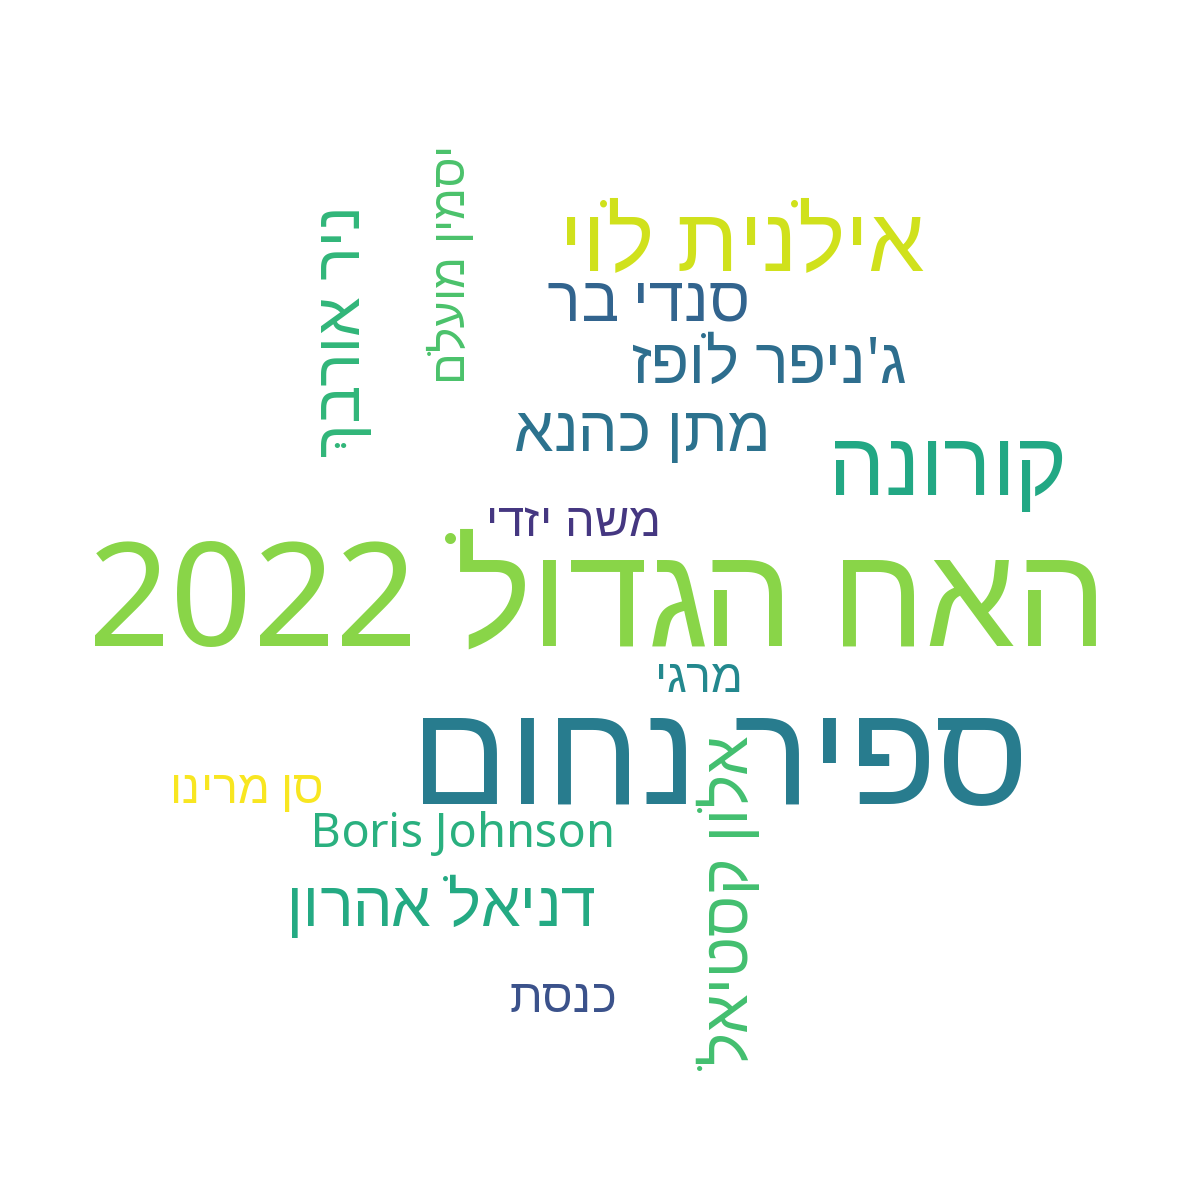 יסמין מועלם
ניר אורבך
אילנית לוי
סנדי בר
ג'ניפר לופז
מתן כהנא
קורונה
משה יזדי
האח הגדול 2022
מרגי
ספיר נחום
אלון קסטיאל
סן מרינו
Boris Johnson
דניאל אהרון
כנסת